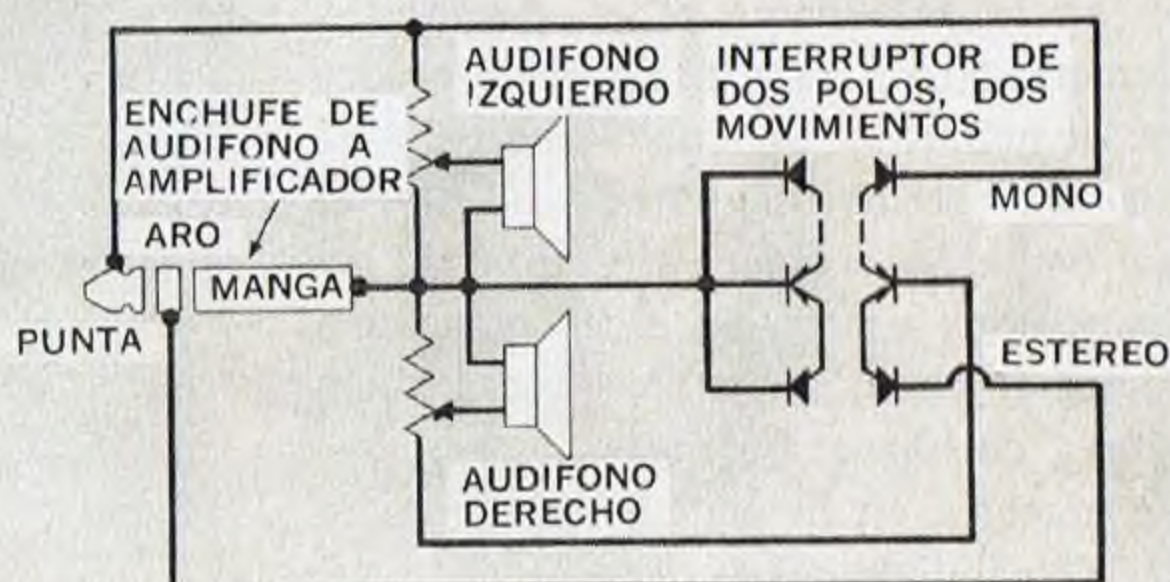 AUDIFONO
IZQUIERDO
INTERRUPTOR DE
DOS POLOS, DOS
MOVIMIENTOS
ENCHUFE DE
AUDIFONO A
AMPLIFICADOR
MONO
ARO
MANGA
PUNTA
ESTEREO
AUDIFONO
DERECHO